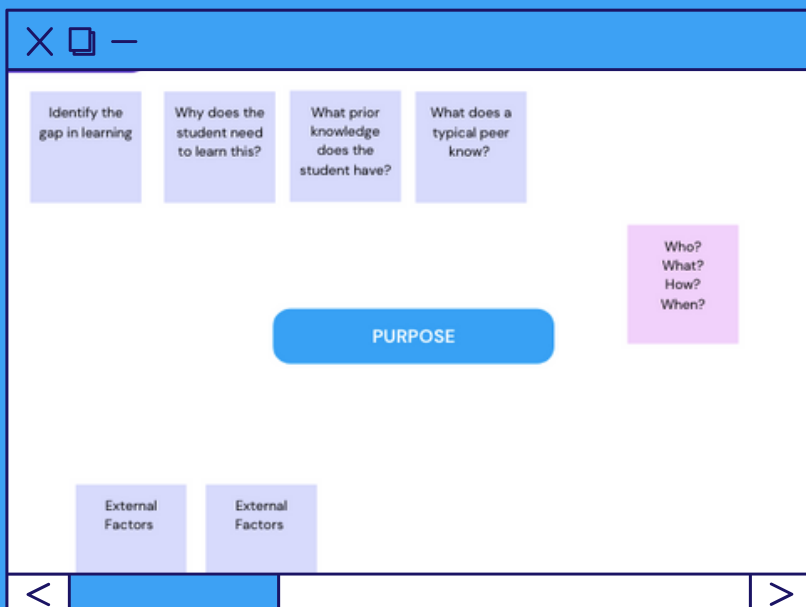 Identify the
gap in learning
Why does the
student need
to learn this?
What prior
knowledge
does the
student have?
What does a
typical peer
know?
Who?
What?
How?
When?
PURPOSE
External
Factors
External
Factors